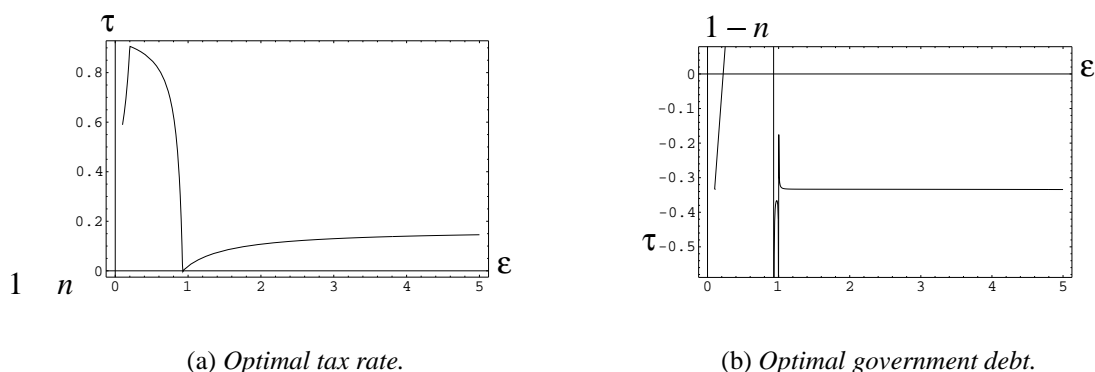 τ
0.8
0.6
0.4
0.2
0
ε
0 1 2 3 4 5
1 n
(a) Optimal tax rate.
1 − n
ε
0
-0.1
-0.2
-0.3
-0.4
τ -0.5
0 1 2 3 4 5
(b) Optimal government debt.